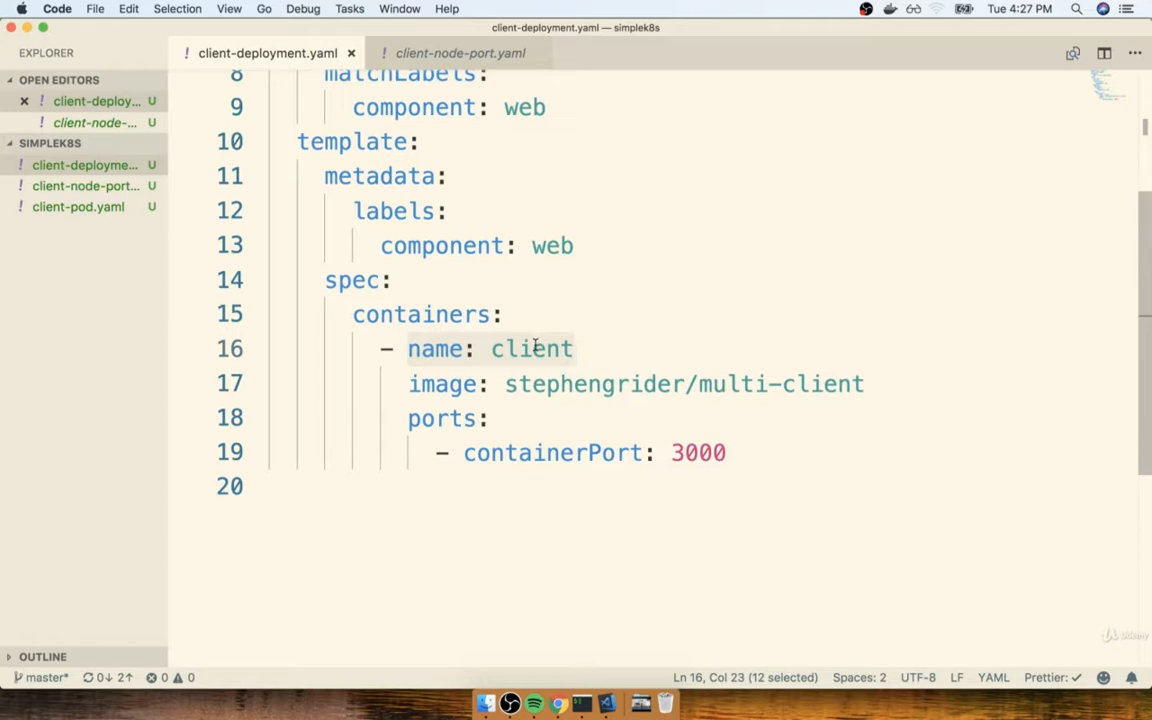 Code File Edit Selection View Go Debug Tasks Window Help Tue 4:27 PM
client-deployment.yaml — simplek8s
EXPLORER
client-deployment.yaml × ! client-node-port.yaml
OPEN EDITORS
× ! client-deploy... U
! client-node-... U
SIMPLEK8S
! client-deployme... U
! client-node-port... U
! client-pod.yaml U
8 matchLabels:
9 component: web
10 template:
11 metadata:
12 labels:
13 component: web
14 spec:
15 containers:
16 - name: client
17 image: stephengrider/multi-client
18 ports:
19 - containerPort: 3000
20
Udemy
OUTLINE
master* 0↓ 2↑ 0 0 Ln 16, Col 23 (12 selected) Spaces: 2 UTF-8 LF YAML Prettier: ✓